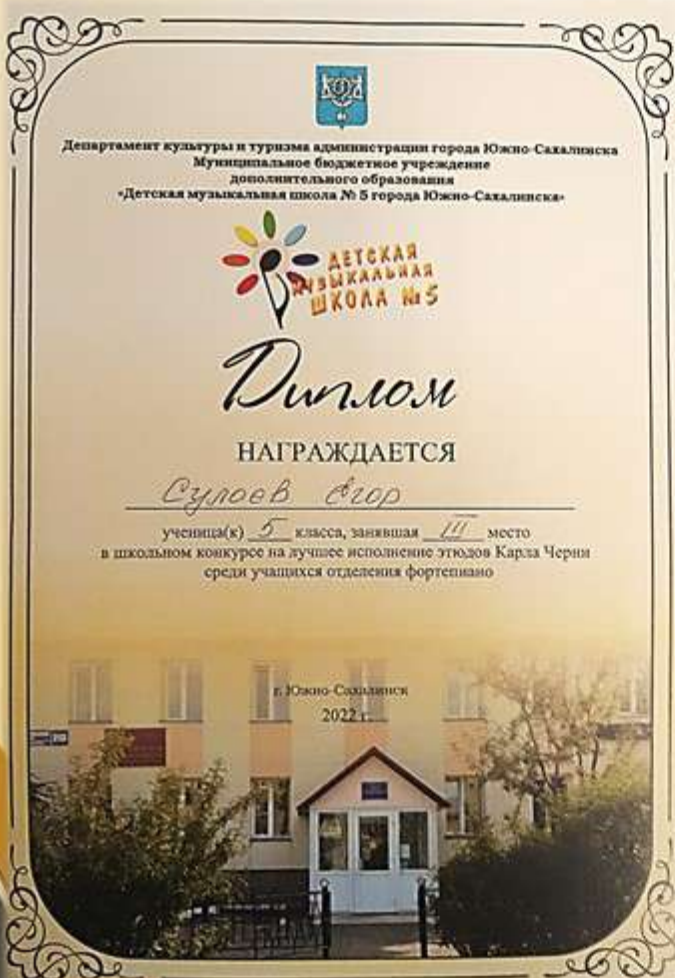 Департамент культуры и туризма администрации города Южно-Сахалинска
Муниципальное бюджетное учреждение
дополнительного образования
«Детская музыкальная школа № 5 города Южно-Сахалинска»
ДЕТСКАЯ
МУЗЫКАЛЬНАЯ
ШКОЛА №5
Диплом
НАГРАЖДАЕТСЯ
Сулоев Егор
ученица(к) 5 класса, занявшая III место
в школьном конкурсе на лучшее исполнение этюдов Карла Черни
среди учащихся отделения фортепиано
г. Южно-Сахалинск
2022 г.